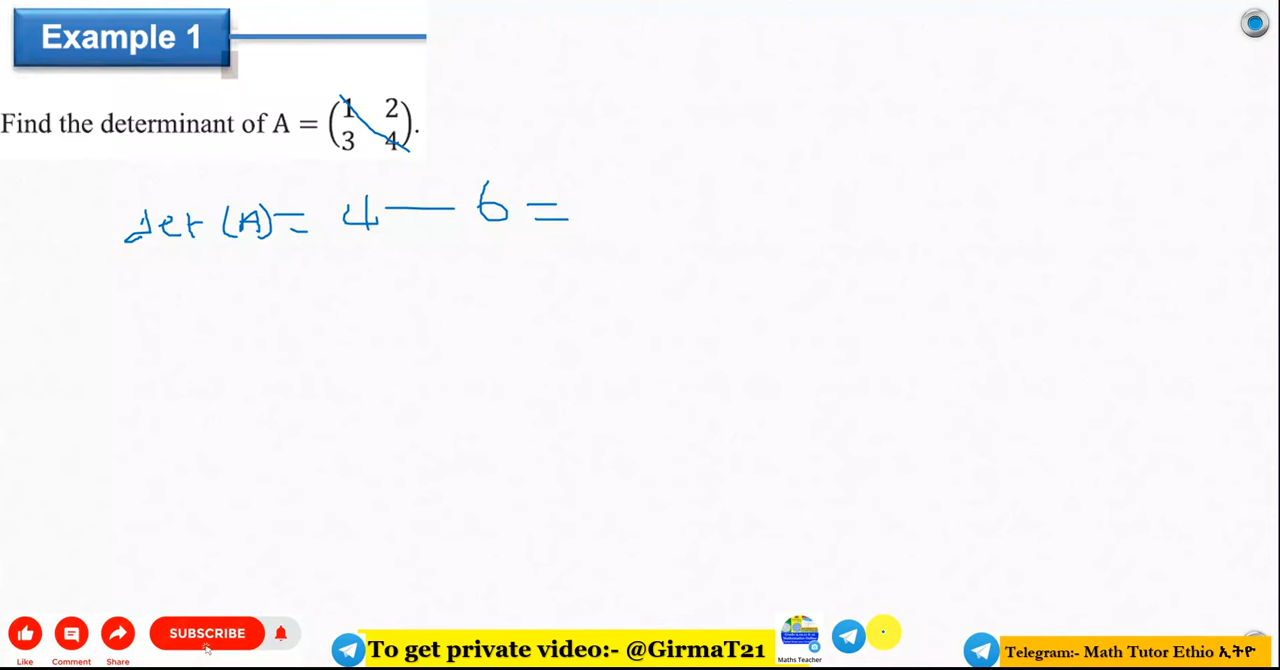 Example 1
Find the determinant of A = (1 2
3 4).
det (A) = 4 — 6 =
SUBSCRIBE
Like Comment Share
To get private video:- @GirmaT21
Maths Teacher
Telegram:- Math Tutor Ethio ኢትዮ